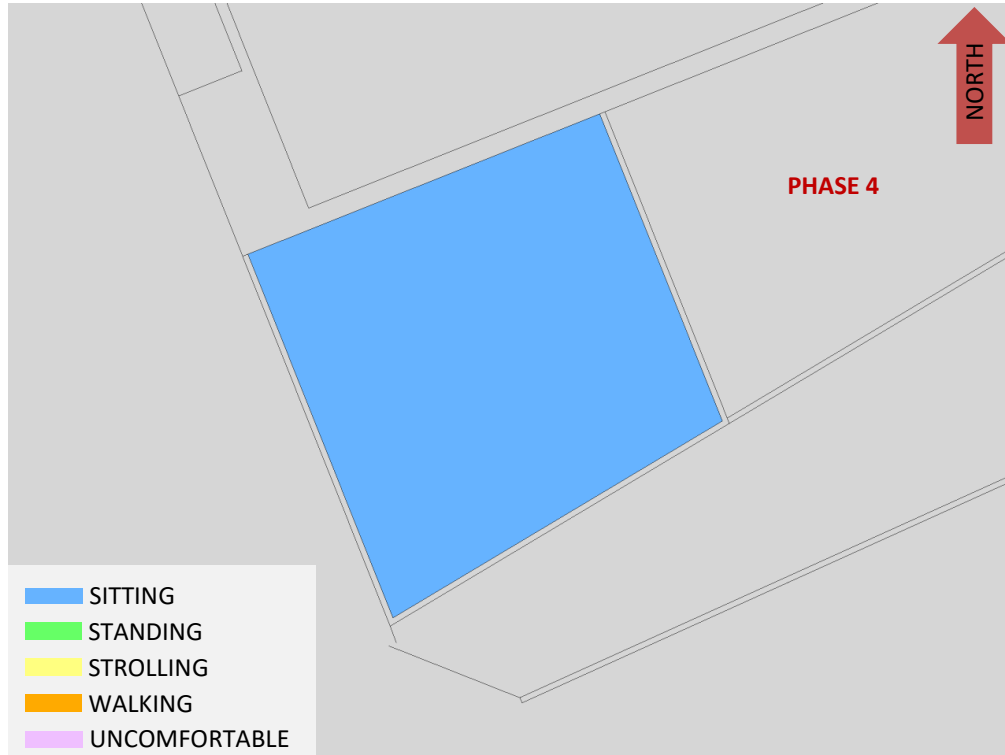 NORTH
PHASE 4
SITTING
STANDING
STROLLING
WALKING
UNCOMFORTABLE